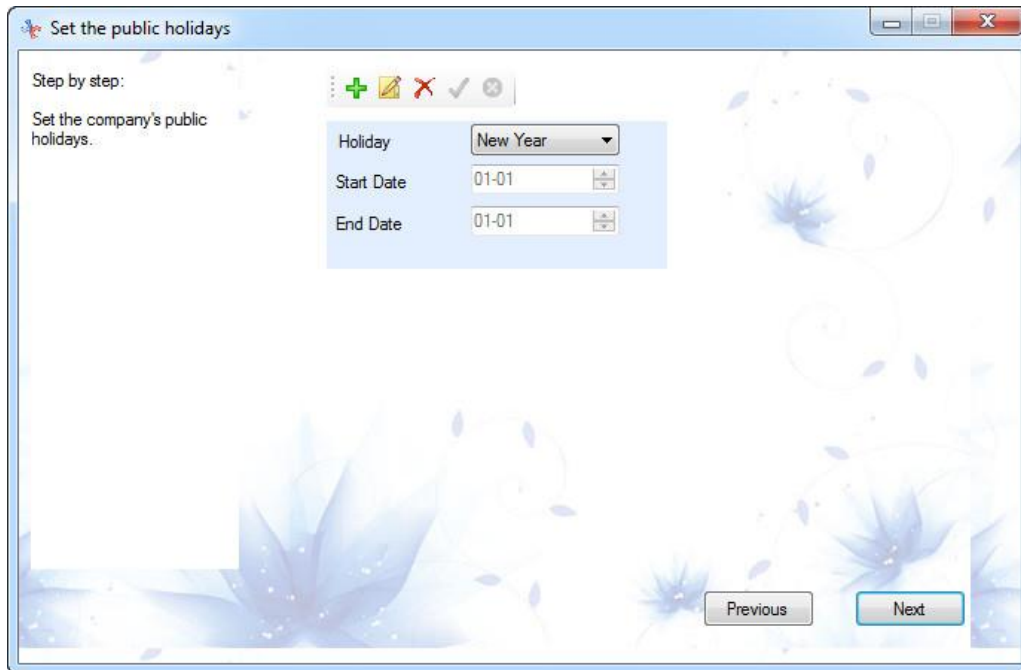 Set the public holidays
Step by step:
Set the company's public
holidays.
Holiday New Year
Start Date 01-01
End Date 01-01
Previous Next